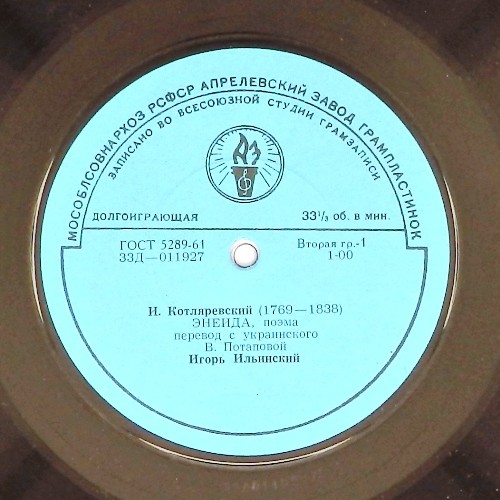 МОСОБЛСОВНАРХОЗ РСФСР АПРЕЛЕВСКИЙ ЗАВОД ГРАМПЛАСТИНОК
ЗАПИСАНО ВО ВСЕСОЮЗНОЙ СТУДИИ ГРАМЗАПИСИ
ДОЛГОИГРАЮЩАЯ 33⅓ об. в мин.
ГОСТ 5289-61 Вторая гр.-1
33Д—011927 1-00
И. Котляревский (1769—1838)
ЭНЕИДА, поэма
перевод с украинского
В. Потаповой
Игорь Ильинский